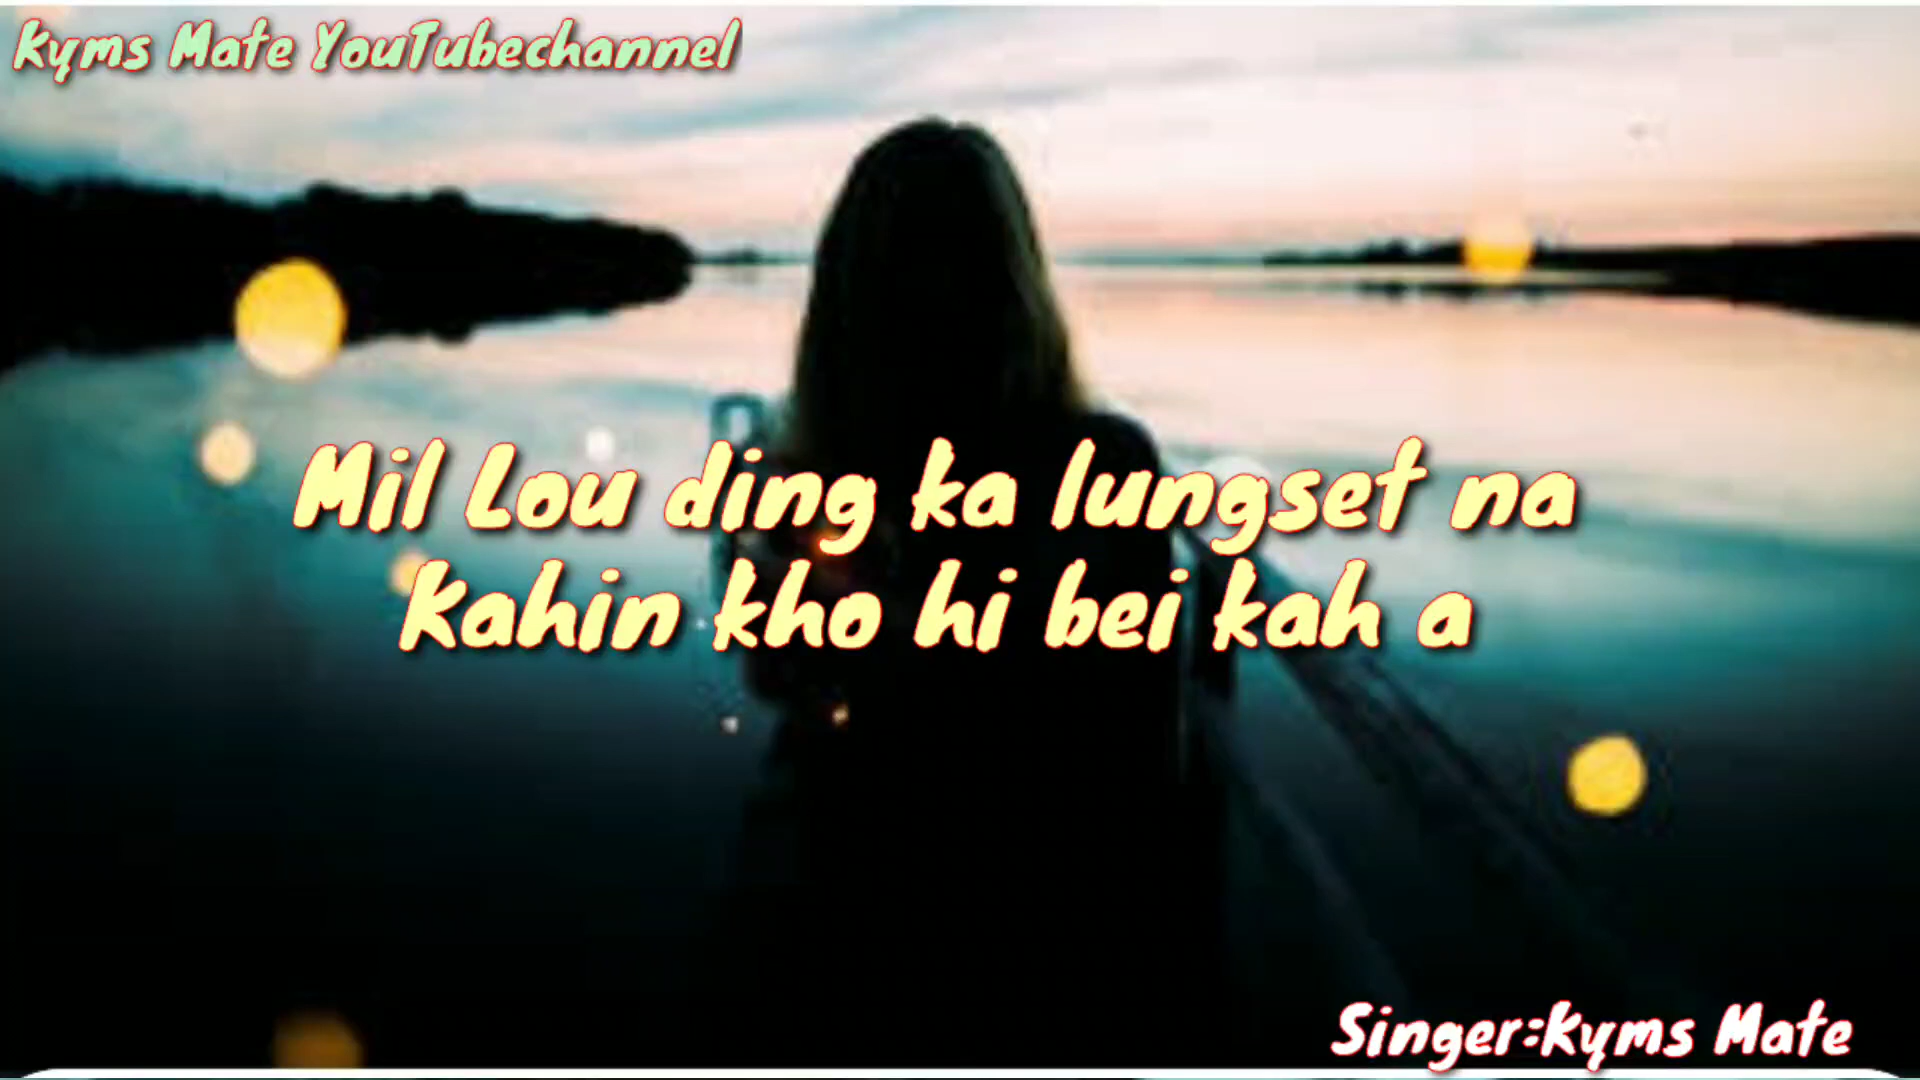 Kyms Mate YouTubechannel
Mil Lou ding ka lungset na
Kahin kho hi bei kah a
Singer:Kyms Mate